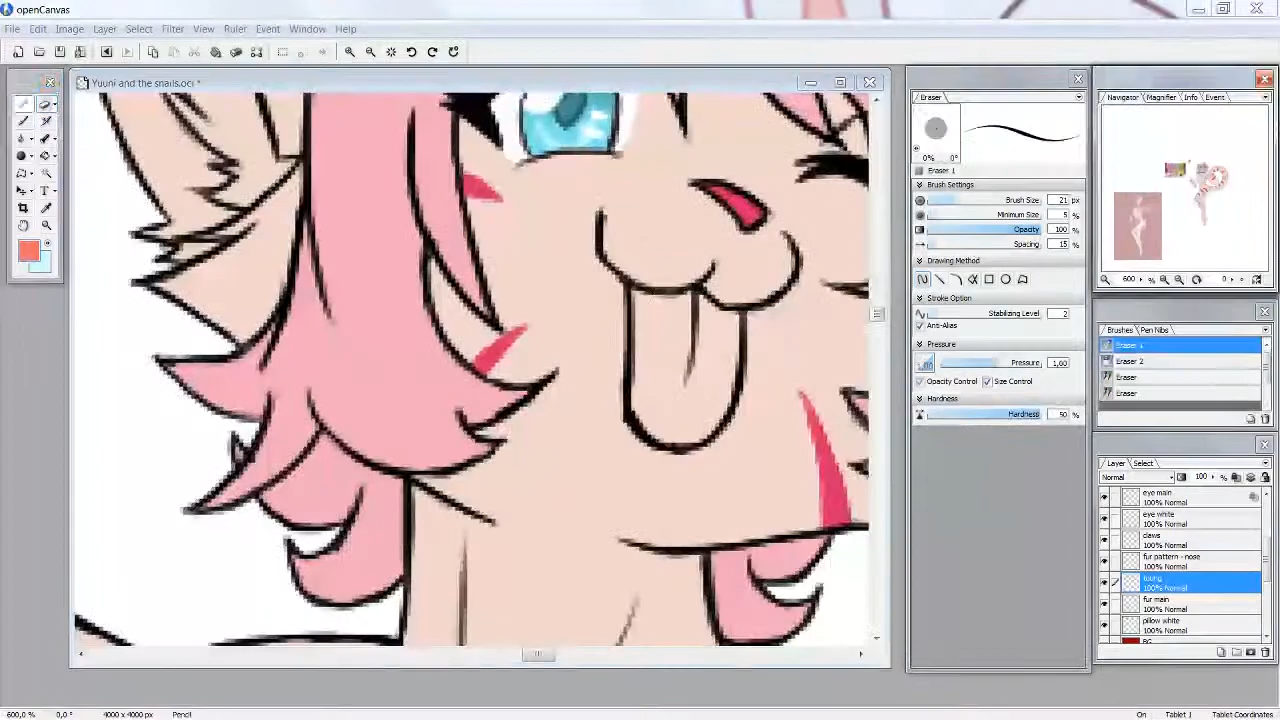 openCanvas
File Edit Image Layer Select Filter View Ruler Event Window Help
Yuuni and the snails.oci *
Eraser
0% 0°
Eraser 1
Brush Settings
Brush Size 21 px
Minimum Size 5 %
Opacity 100
Spacing 15 %
Drawing Method
Stroke Option
Stabilizing Level 2
Anti-Alias
Pressure
Pressure 1,60
Opacity Control Size Control
Hardness
Hardness 50 %
Navigator Magnifier Info Event
600 %
Brushes Pen Nibs
Eraser 1
Eraser 2
Eraser
Eraser
Layer Select
Normal 100 %
eye main
100% Normal
eye white
100% Normal
claws
100% Normal
fur pattern - nose
100% Normal
100% Normal
fur main
100% Normal
pillow white
100% Normal
BG
600,0 % 0,0 ° 4000 x 4000 px Pencil On Tablet 1 Tablet Coordinates